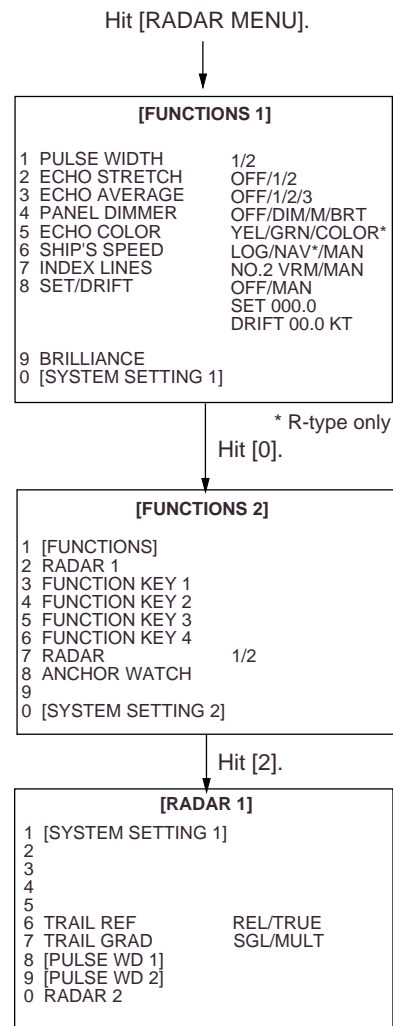 Hit [RADAR MENU].
[FUNCTIONS 1]
1 PULSE WIDTH 1/2
2 ECHO STRETCH OFF/1/2
3 ECHO AVERAGE OFF/1/2/3
4 PANEL DIMMER OFF/DIM/M/BRT
5 ECHO COLOR YEL/GRN/COLOR*
6 SHIP'S SPEED LOG/NAV*/MAN
7 INDEX LINES NO.2 VRM/MAN
8 SET/DRIFT OFF/MAN
SET 000.0
DRIFT 00.0 KT
9 BRILLIANCE
0 [SYSTEM SETTING 1]
* R-type only
Hit [0].
[FUNCTIONS 2]
1 [FUNCTIONS]
2 RADAR 1
3 FUNCTION KEY 1
4 FUNCTION KEY 2
5 FUNCTION KEY 3
6 FUNCTION KEY 4
7 RADAR 1/2
8 ANCHOR WATCH
9
0 [SYSTEM SETTING 2]
Hit [2].
[RADAR 1]
1 [SYSTEM SETTING 1]
2
3
4
5
6 TRAIL REF REL/TRUE
7 TRAIL GRAD SGL/MULT
8 [PULSE WD 1]
9 [PULSE WD 2]
0 RADAR 2